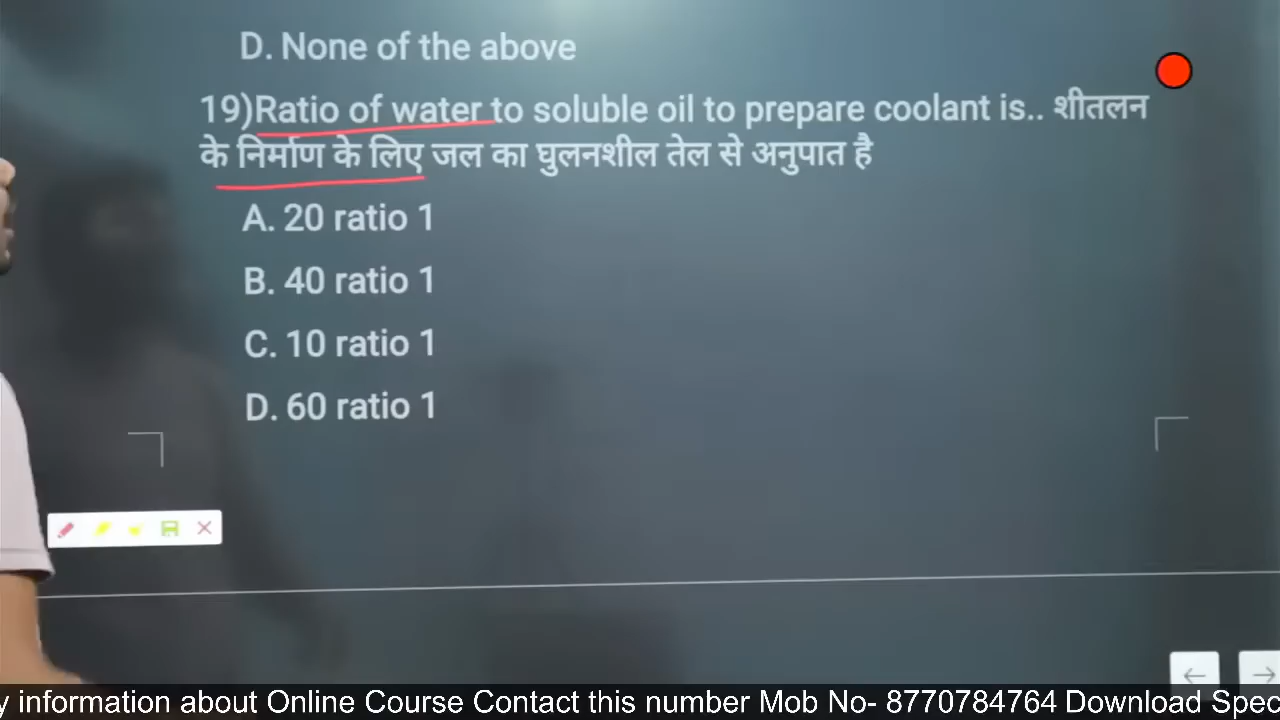 D. None of the above
19)Ratio of water to soluble oil to prepare coolant is.. शीतलन
के निर्माण के लिए जल का घुलनशील तेल से अनुपात है
A. 20 ratio 1
B. 40 ratio 1
C. 10 ratio 1
D. 60 ratio 1
information about Online Course Contact this number Mob No- 8770784764 Download